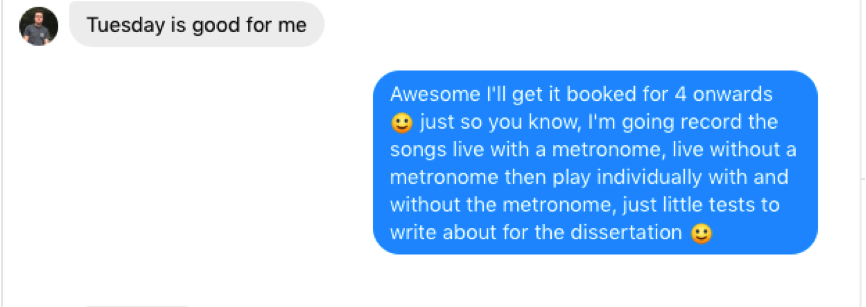 Tuesday is good for me
Awesome I'll get it booked for 4 onwards
🙂 just so you know, I'm going record the
songs live with a metronome, live without a
metronome then play individually with and
without the metronome, just little tests to
write about for the dissertation 🙂